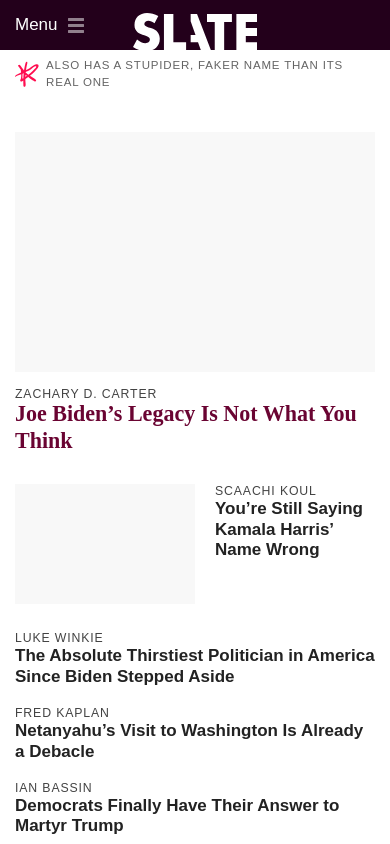 Menu
SLATE
ALSO HAS A STUPIDER, FAKER NAME THAN ITS
REAL ONE
ZACHARY D. CARTER
Joe Biden’s Legacy Is Not What You
Think
SCAACHI KOUL
You’re Still Saying
Kamala Harris’
Name Wrong
LUKE WINKIE
The Absolute Thirstiest Politician in America
Since Biden Stepped Aside
FRED KAPLAN
Netanyahu’s Visit to Washington Is Already
a Debacle
IAN BASSIN
Democrats Finally Have Their Answer to
Martyr Trump